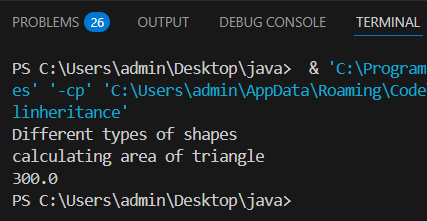 PROBLEMS 26 OUTPUT DEBUG CONSOLE TERMINAL
PS C:\Users\admin\Desktop\java>  & 'C:\Program
es' '-cp' 'C:\Users\admin\AppData\Roaming\Code
linheritance'
Different types of shapes
calculating area of triangle
300.0
PS C:\Users\admin\Desktop\java>